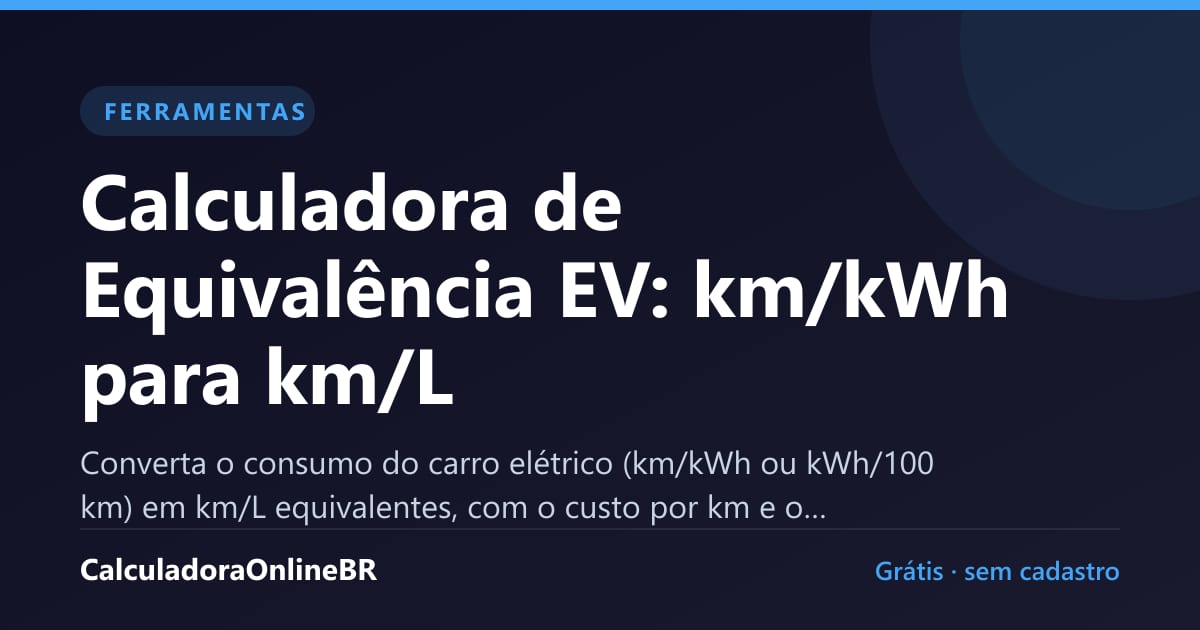 FERRAMENTAS
Calculadora de
Equivalência EV: km/kWh
para km/L
Converta o consumo do carro elétrico (km/kWh ou kWh/100
km) em km/L equivalentes, com o custo por km e o...
CalculadoraOnlineBR
Grátis · sem cadastro